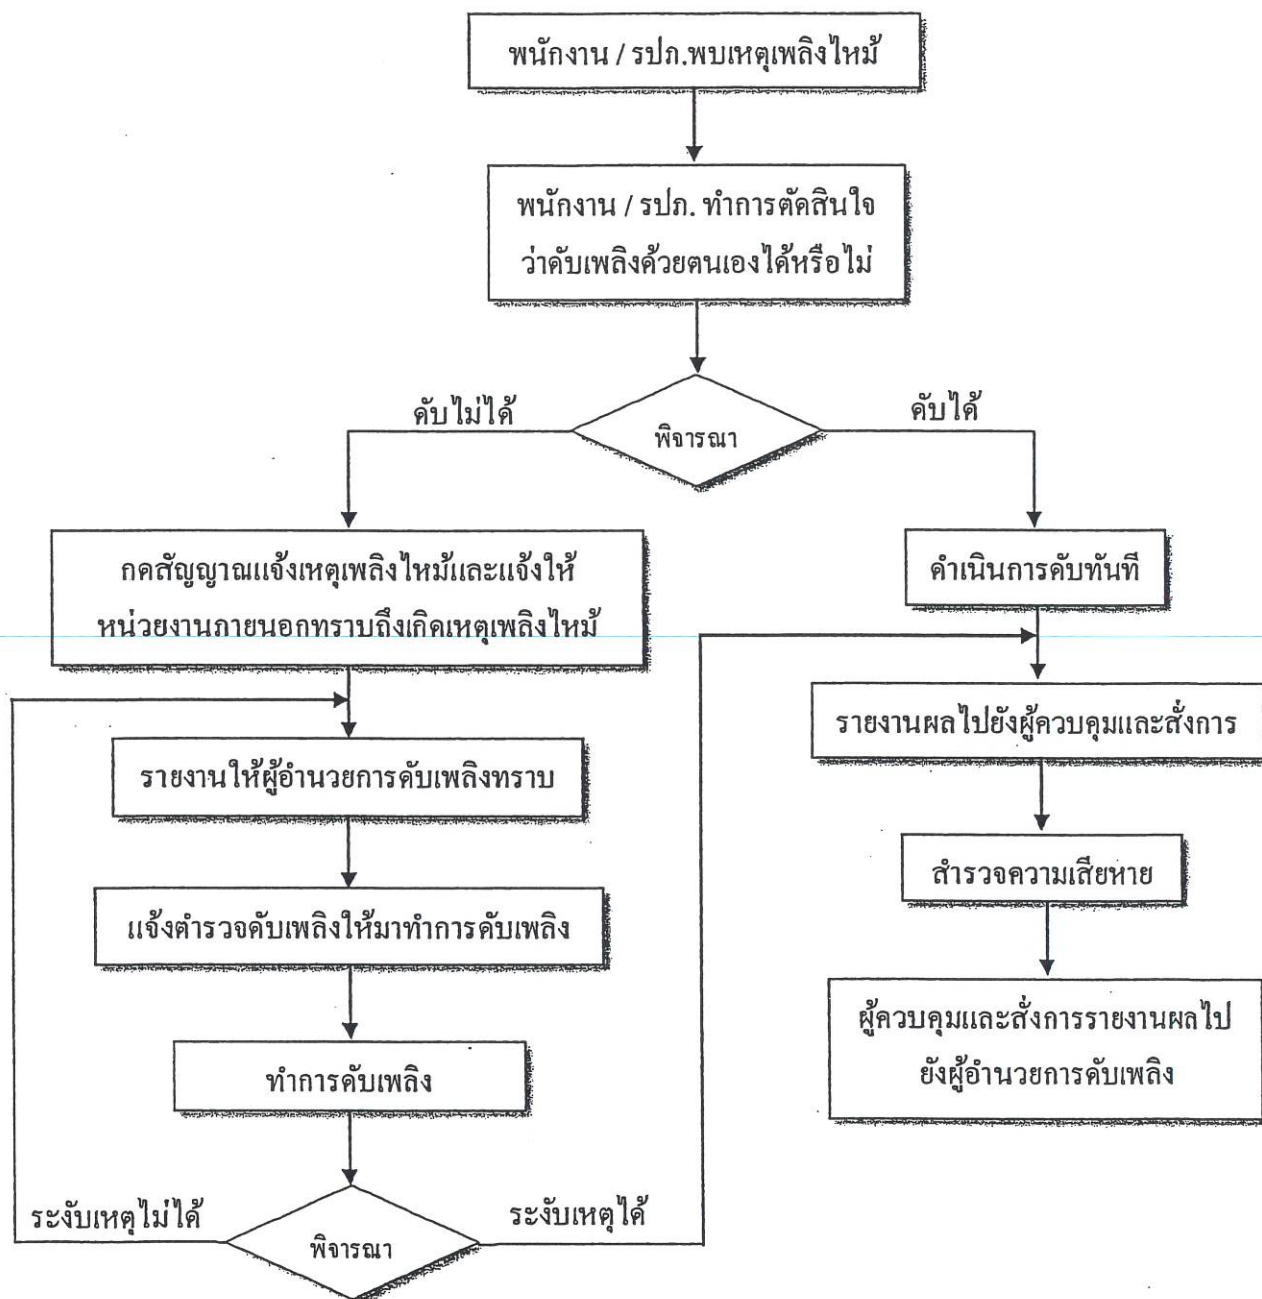 พนักงาน / รปภ.พบเหตุเพลิงไหม้
พนักงาน / รปภ. ทำการตัดสินใจ
ว่าดับเพลิงด้วยตนเองได้หรือไม่
ดับไม่ได้
ดับได้
พิจารณา
กดสัญญาณแจ้งเหตุเพลิงไหม้และแจ้งให้
หน่วยงานภายนอกทราบถึงเกิดเหตุเพลิงไหม้
ดำเนินการดับทันที
รายงานให้ผู้อำนวยการดับเพลิงทราบ
รายงานผลไปยังผู้ควบคุมและสั่งการ
แจ้งตำรวจดับเพลิงให้มาทำการดับเพลิง
สำรวจความเสียหาย
ทำการดับเพลิง
ผู้ควบคุมและสั่งการรายงานผลไป
ยังผู้อำนวยการดับเพลิง
ระงับเหตุไม่ได้
ระงับเหตุได้
พิจารณา